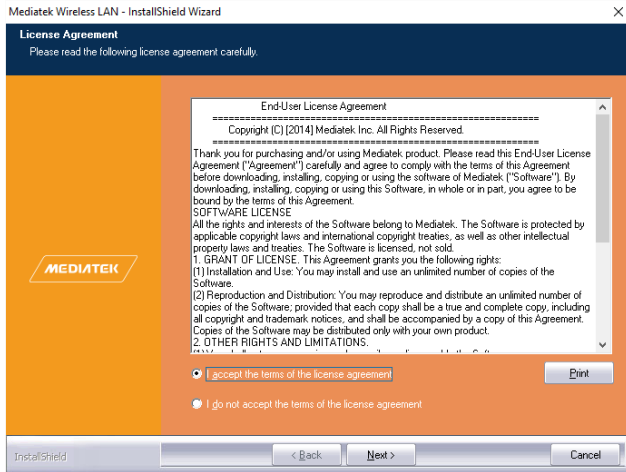 Mediatek Wireless LAN - InstallShield Wizard
License Agreement
Please read the following license agreement carefully.
End-User License Agreement
===============================================================
Copyright (C) [2014] Mediatek Inc. All Rights Reserved.
===============================================================
Thank you for purchasing and/or using Mediatek product. Please read this End-User License
Agreement ("Agreement") carefully and agree to comply with the terms of this Agreement
before downloading, installing, copying or using the software of Mediatek ("Software"). By
downloading, installing, copying or using this Software, in whole or in part, you agree to be
bound by the terms of this Agreement.
SOFTWARE LICENSE
All the rights and interests of the Software belong to Mediatek. The Software is protected by
applicable copyright laws and international copyright treaties, as well as other intellectual
property laws and treaties. The Software is licensed, not sold.
1. GRANT OF LICENSE. This Agreement grants you the following rights:
(1) Installation and Use: You may install and use an unlimited number of copies of the
Software.
(2) Reproduction and Distribution: You may reproduce and distribute an unlimited number of
copies of the Software; provided that each copy shall be a true and complete copy, including
all copyright and trademark notices, and shall be accompanied by a copy of this Agreement.
Copies of the Software may be distributed only with your own product.
2. OTHER RIGHTS AND LIMITATIONS.
MEDIATEK
I accept the terms of the license agreement
Print
I do not accept the terms of the license agreement
InstallShield
< Back
Next >
Cancel